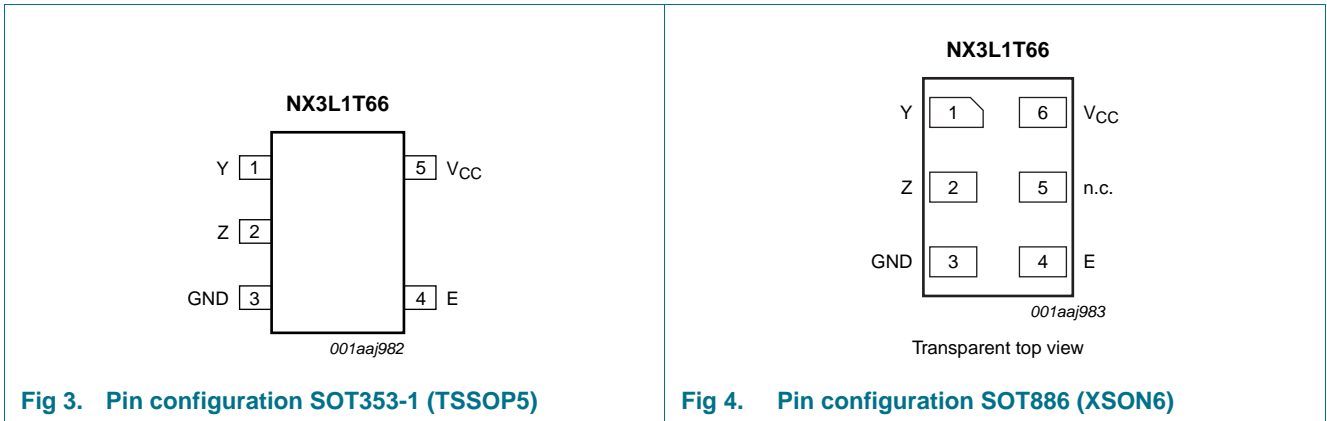 NX3L1T66
Y 1 5 VCC
Z 2
GND 3 4 E
001aaj982
Fig 3. Pin configuration SOT353-1 (TSSOP5)
NX3L1T66
Y 1 6 VCC
Z 2 5 n.c.
GND 3 4 E
001aaj983
Transparent top view
Fig 4. Pin configuration SOT886 (XSON6)